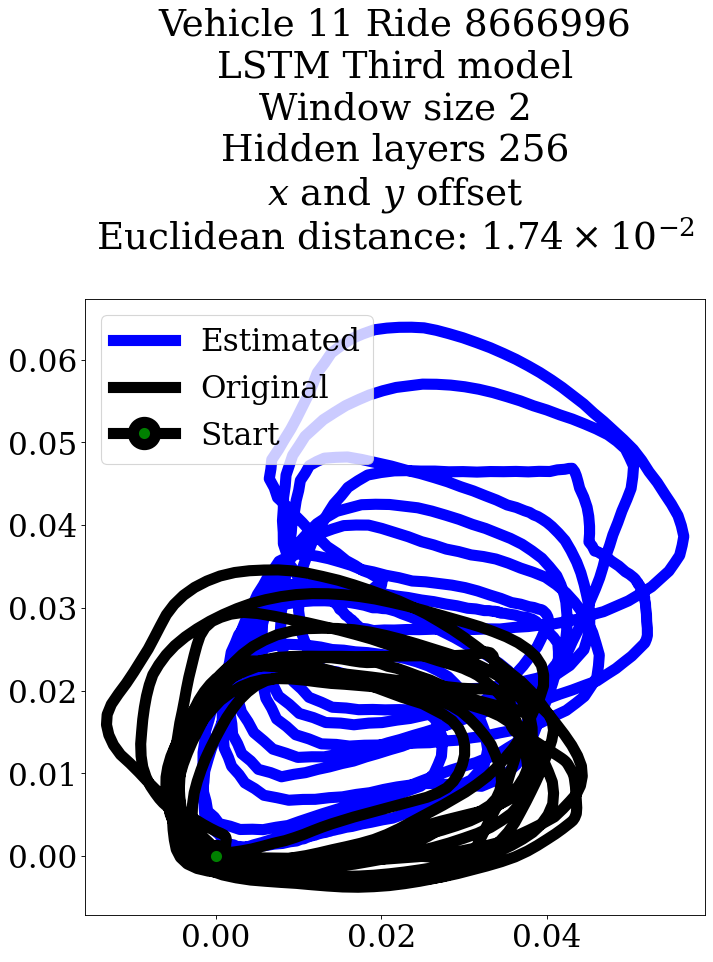 Vehicle 11 Ride 8666996
LSTM Third model
Window size 2
Hidden layers 256
x and y offset
Euclidean distance: 1.74 × 10⁻²
Estimated
Original
Start
0.06
0.05
0.04
0.03
0.02
0.01
0.00
0.00 0.02 0.04